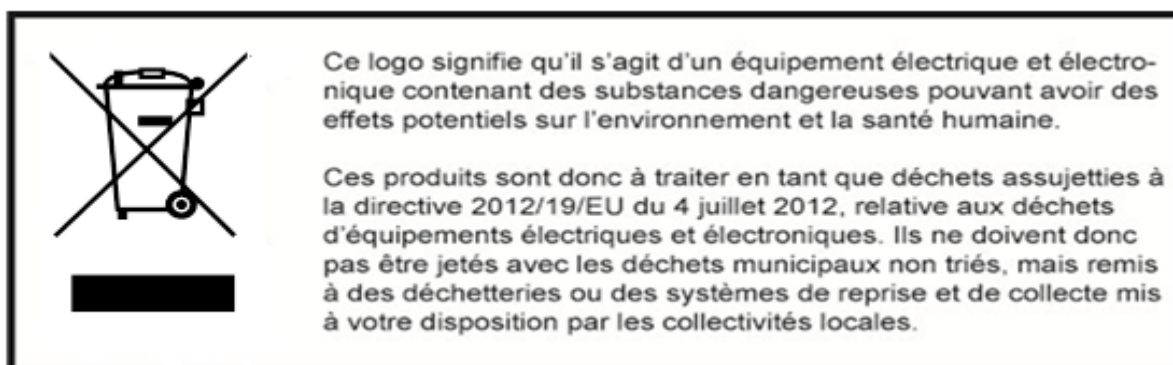 Ce logo signifie qu'il s'agit d'un équipement électrique et électro-
nique contenant des substances dangereuses pouvant avoir des
effets potentiels sur l'environnement et la santé humaine.
Ces produits sont donc à traiter en tant que déchets assujetties à
la directive 2012/19/EU du 4 juillet 2012, relative aux déchets
d'équipements électriques et électroniques. Ils ne doivent donc
pas être jetés avec les déchets municipaux non triés, mais remis
à des déchetteries ou des systèmes de reprise et de collecte mis
à votre disposition par les collectivités locales.